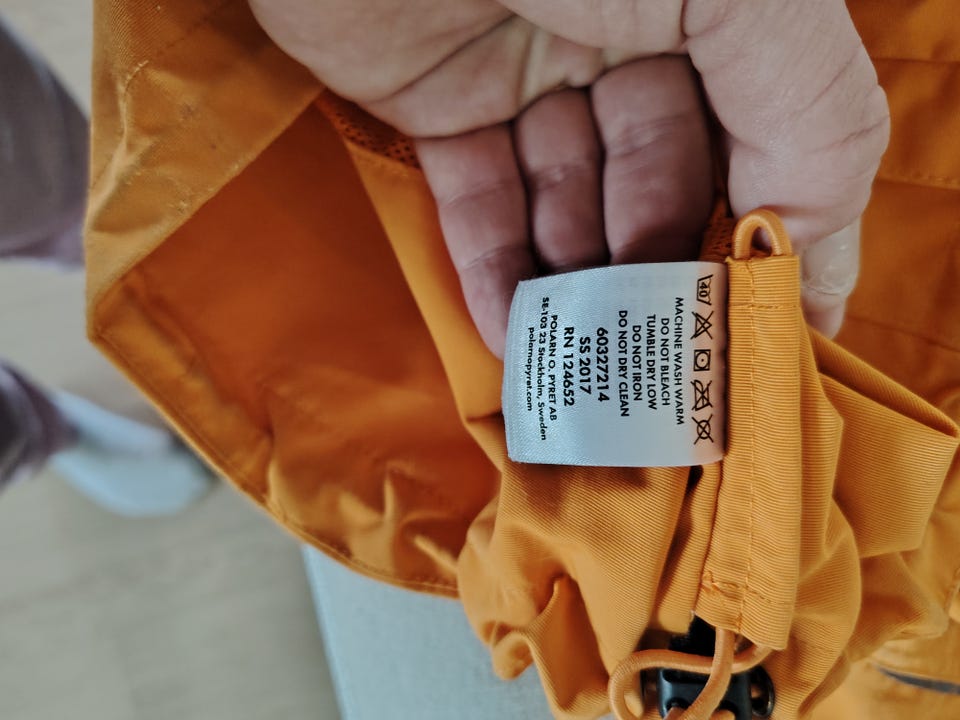 40
MACHINE WASH WARM
DO NOT BLEACH
TUMBLE DRY LOW
DO NOT IRON
DO NOT DRY CLEAN
60327214
SS 2017
RN 124652
POLARN O. PYRET AB
SE-103 23 Stockholm, Sweden
polarnopyret.com